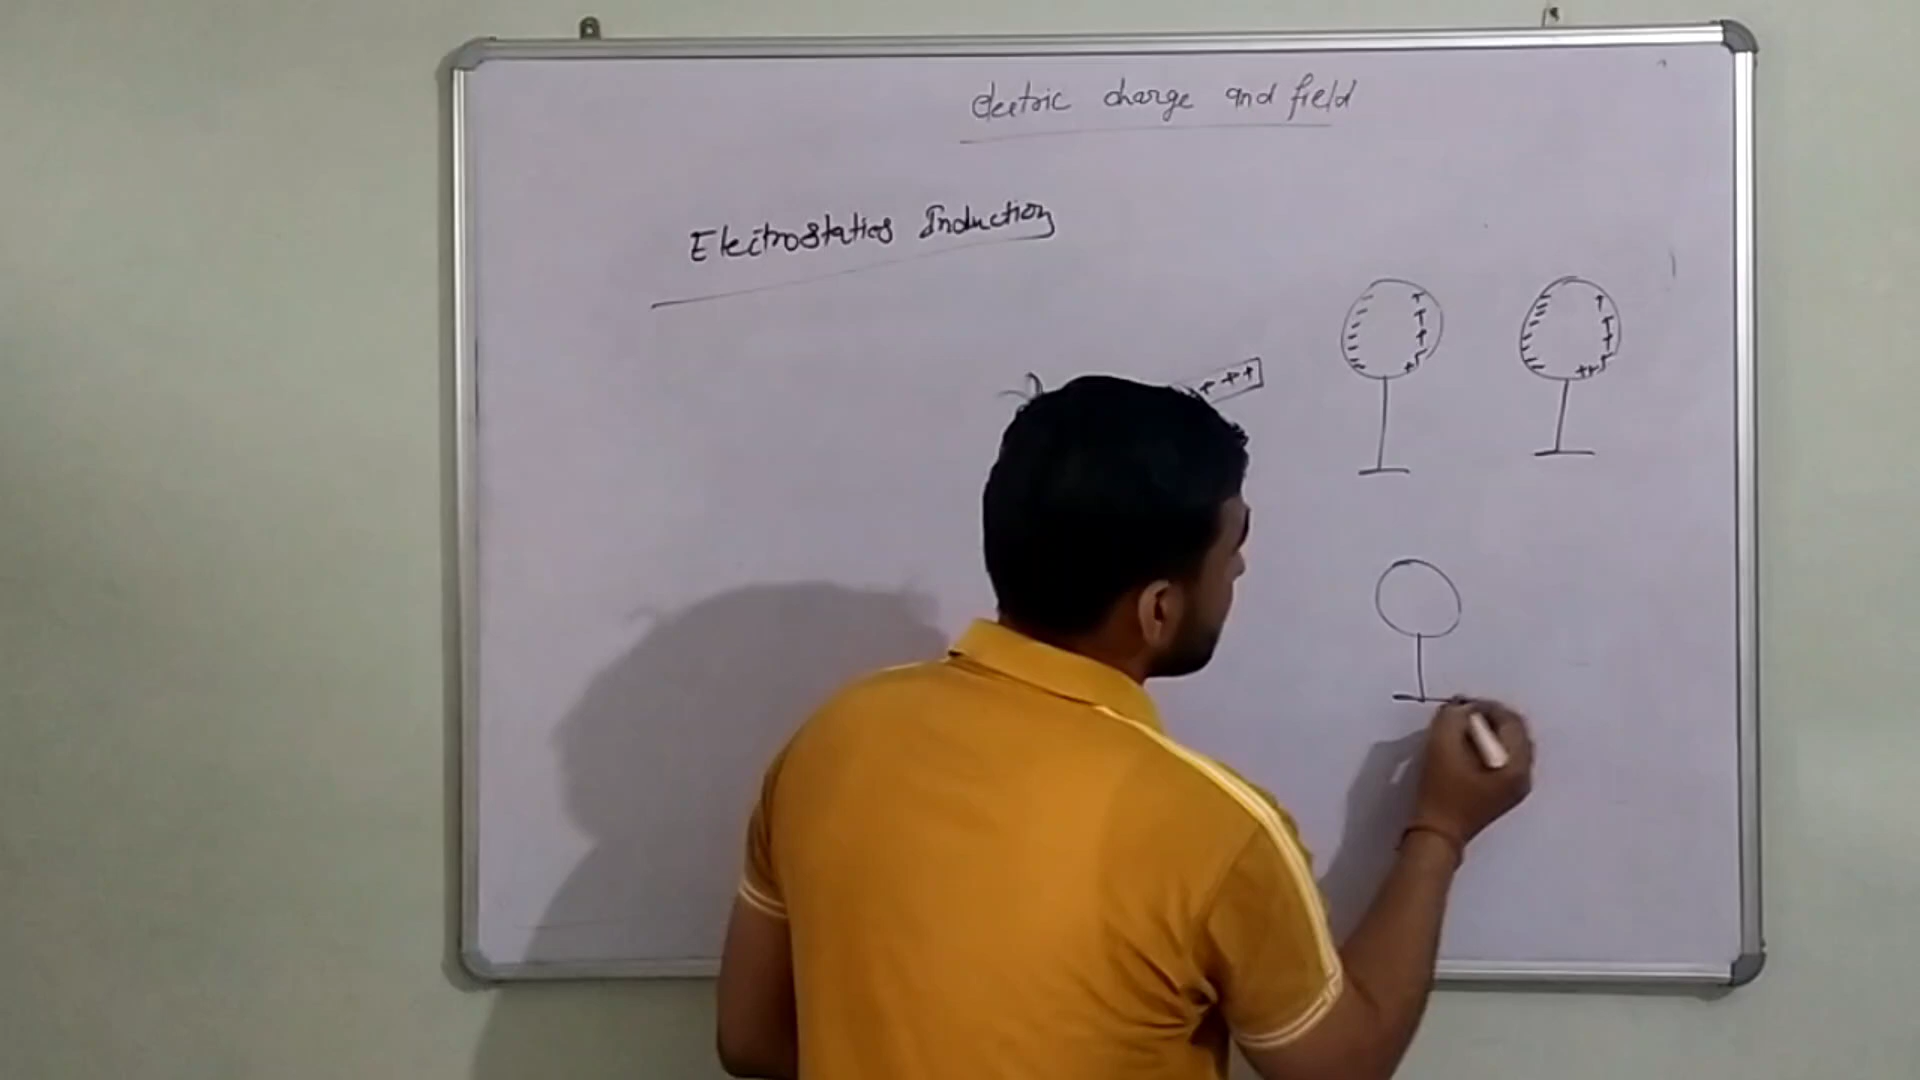 electric charge and field
Electrostatics Induction
+ + +